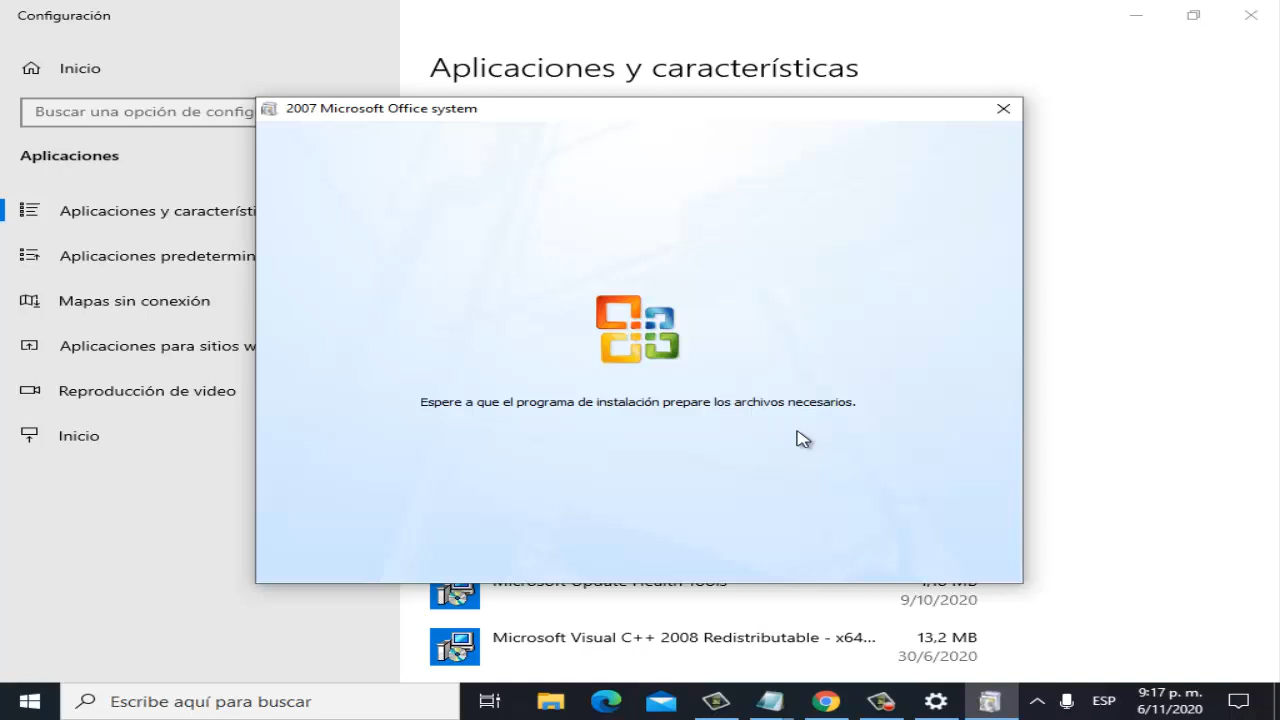 Configuración
Inicio
Buscar una opción de config
Aplicaciones
Aplicaciones y característi
Aplicaciones predetermin
Mapas sin conexión
Aplicaciones para sitios w
Reproducción de video
Inicio
Aplicaciones y características
2007 Microsoft Office system
Espere a que el programa de instalación prepare los archivos necesarios.
Microsoft Update Health Tools
9/10/2020
Microsoft Visual C++ 2008 Redistributable - x64... 13,2 MB
30/6/2020
Escribe aquí para buscar
ESP
9:17 p. m.
6/11/2020